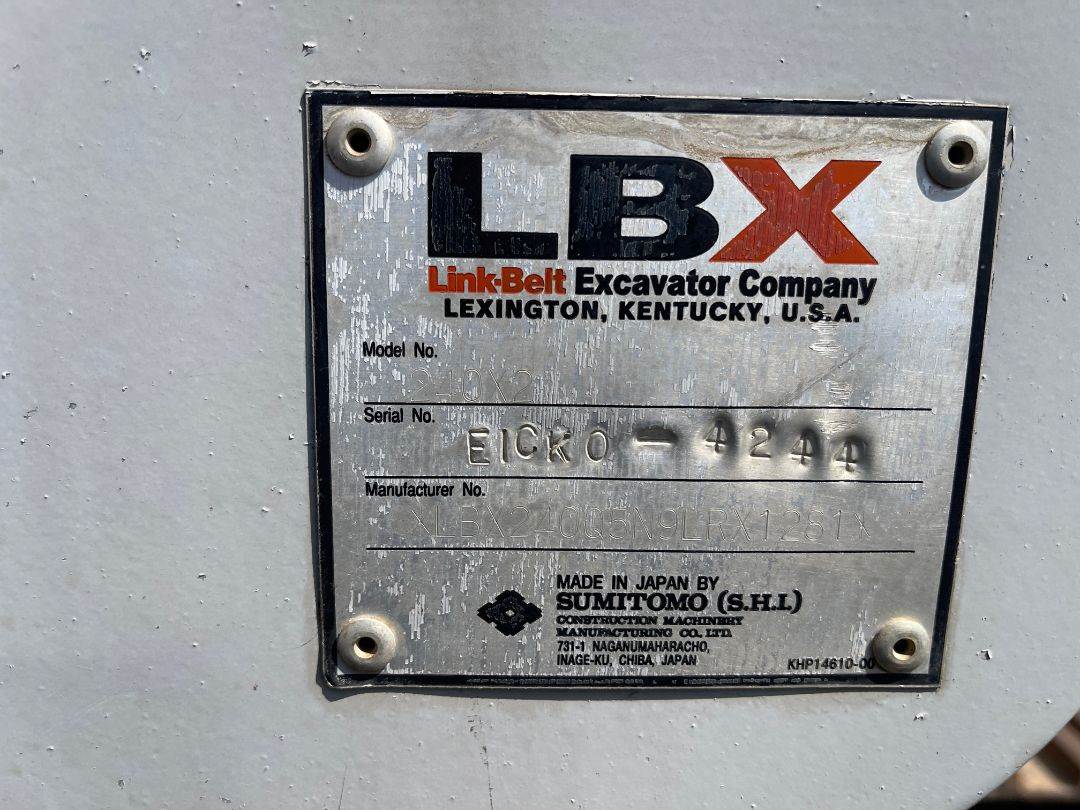 LBX
Link-Belt Excavator Company
LEXINGTON, KENTUCKY, U.S.A.
Model No.
240X2
Serial No.
EICKO - 4244
Manufacturer No.
MADE IN JAPAN BY
SUMITOMO (S.H.I.)
CONSTRUCTION MACHINERY
MANUFACTURING CO., LTD.
731-1 NAGANUMAHARACHO,
INAGE-KU, CHIBA, JAPAN
KHP14610-00